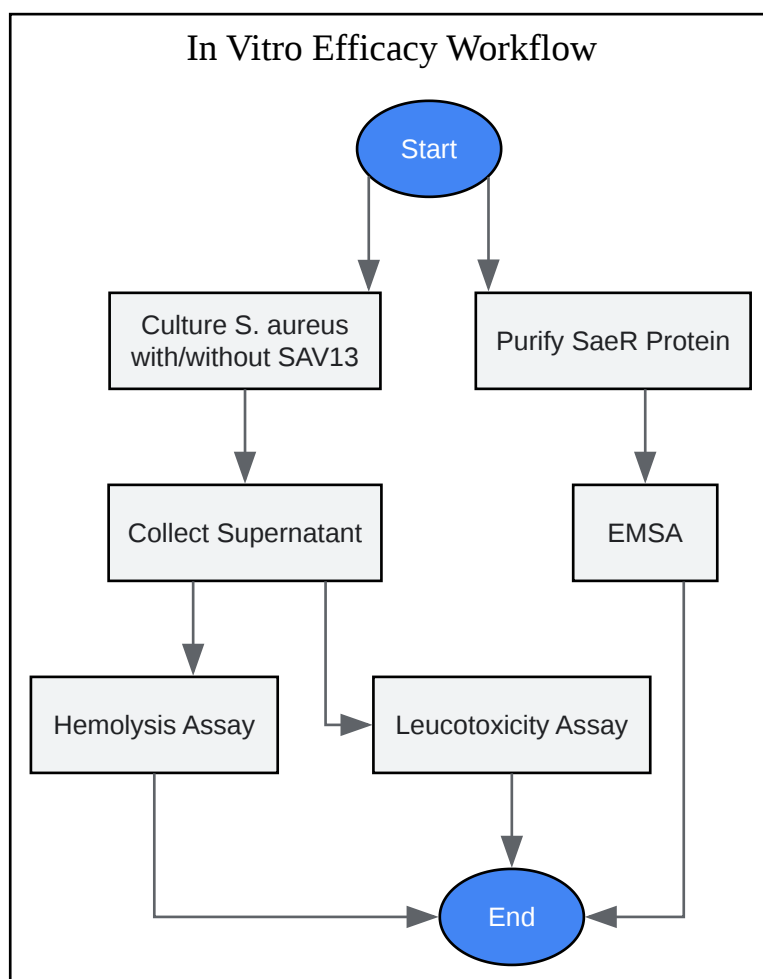 In Vitro Efficacy Workflow
Start
Culture S. aureus
with/without SAV13
Purify SaeR Protein
Collect Supernatant
EMSA
Hemolysis Assay
Leucotoxicity Assay
End